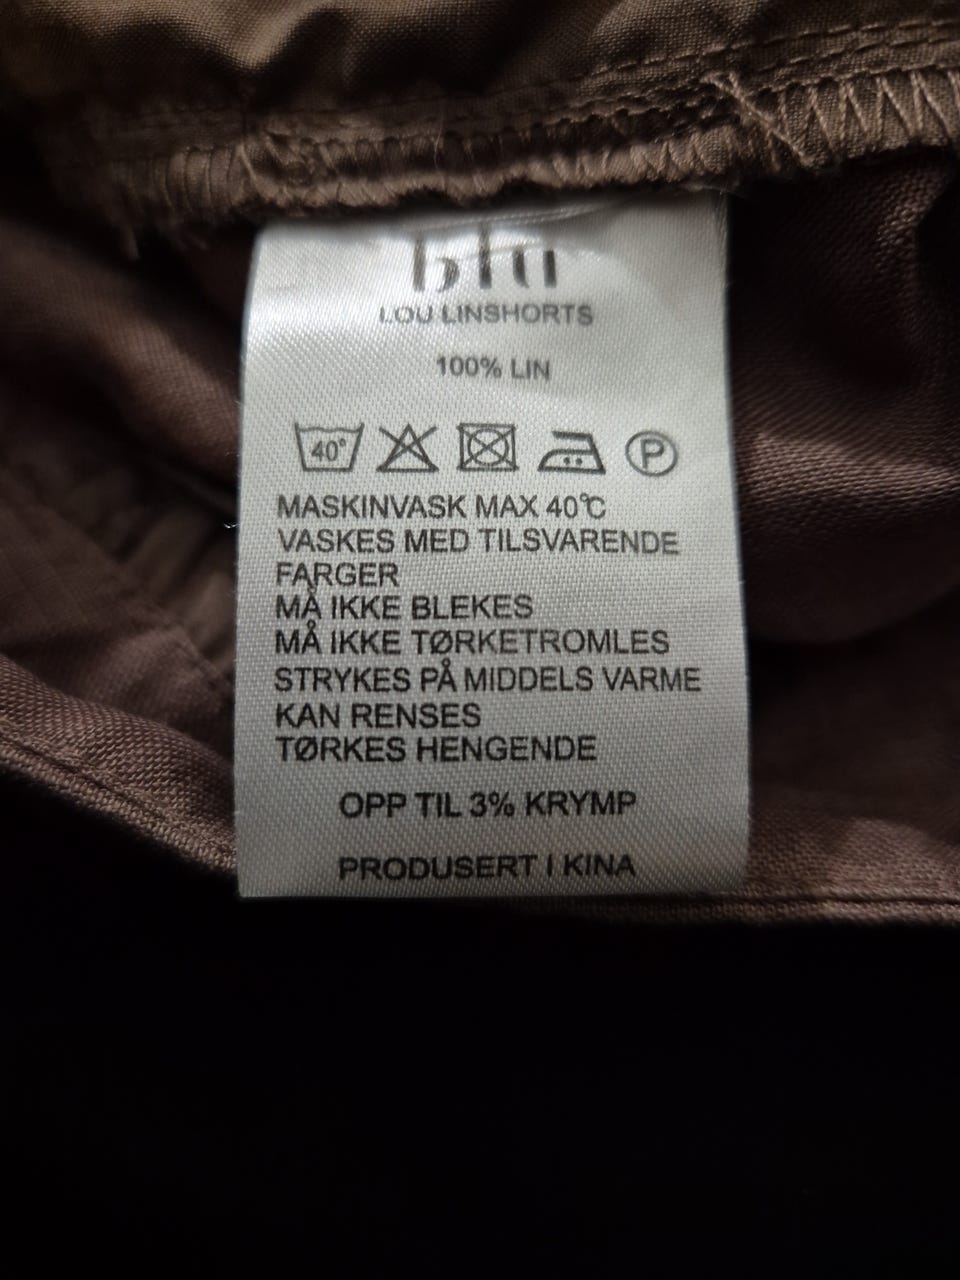 LOU LINSHORTS
100% LIN
40° P
MASKINVASK MAX 40℃
VASKES MED TILSVARENDE
FARGER
MÅ IKKE BLEKES
MÅ IKKE TØRKETROMLES
STRYKES PÅ MIDDELS VARME
KAN RENSES
TØRKES HENGENDE
OPP TIL 3% KRYMP
PRODUSERT I KINA